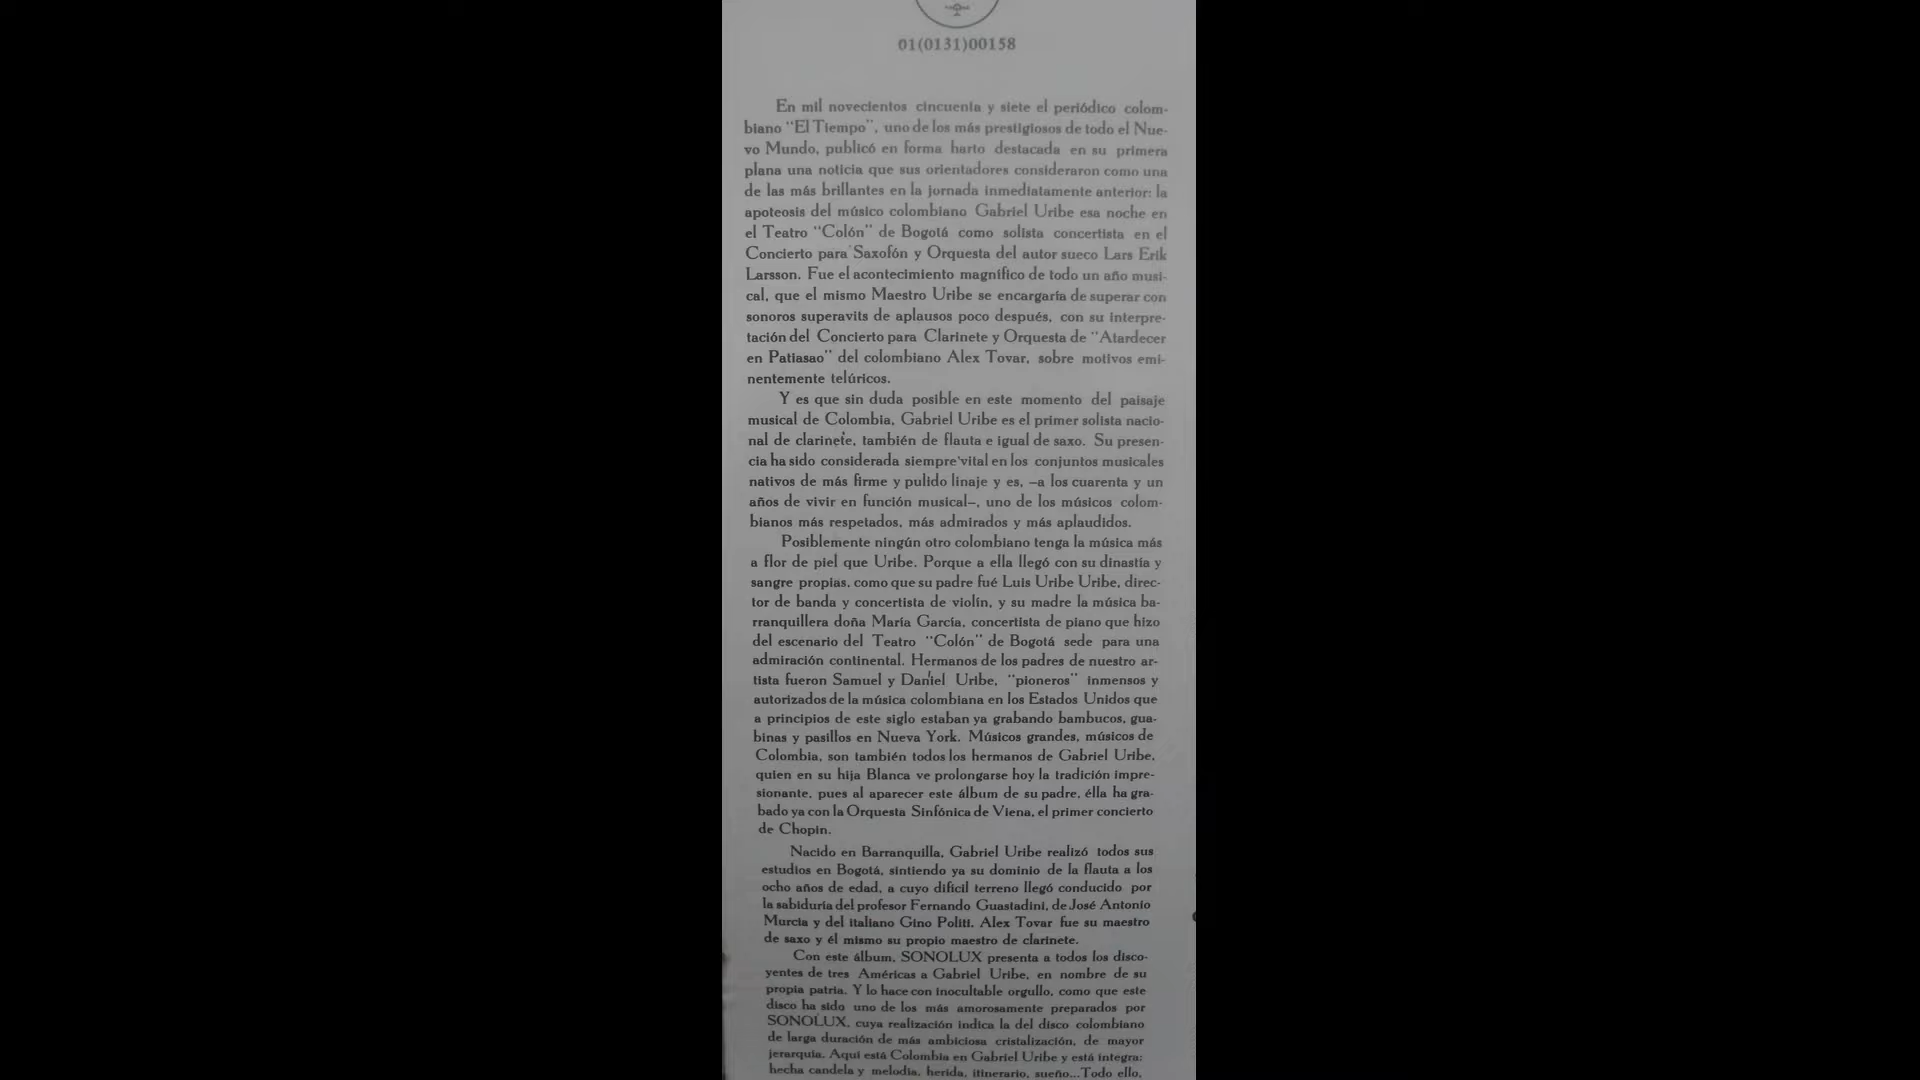 01(0131)00158
En mil novecientos cincuenta y siete el periódico colom-
biano "El Tiempo", uno de los más prestigiosos de todo el Nue-
vo Mundo, publicó en forma harto destacada en su primera
plana una noticia que sus orientadores consideraron como una
de las más brillantes en la jornada inmediatamente anterior: la
apoteosis del músico colombiano Gabriel Uribe esa noche en
el Teatro "Colón" de Bogotá como solista concertista en el
Concierto para Saxofón y Orquesta del autor sueco Lars Erik
Larsson. Fue el acontecimiento magnífico de todo un año musi-
cal, que el mismo Maestro Uribe se encargaría de superar con
sonoros superavits de aplausos poco después, con su interpre-
tación del Concierto para Clarinete y Orquesta de "Atardecer
en Patiasao" del colombiano Alex Tovar, sobre motivos emi-
nentemente telúricos.
Y es que sin duda posible en este momento del paisaje
musical de Colombia, Gabriel Uribe es el primer solista nacio-
nal de clarinete, también de flauta e igual de saxo. Su presen-
cia ha sido considerada siempre vital en los conjuntos musicales
nativos de más firme y pulido linaje y es, –a los cuarenta y un
años de vivir en función musical–, uno de los músicos colom-
bianos más respetados, más admirados y más aplaudidos.
Posiblemente ningún otro colombiano tenga la música más
a flor de piel que Uribe. Porque a ella llegó con su dinastía y
sangre propias, como que su padre fué Luis Uribe Uribe, direc-
tor de banda y concertista de violín, y su madre la música ba-
rranquillera doña María García, concertista de piano que hizo
del escenario del Teatro "Colón" de Bogotá sede para una
admiración continental. Hermanos de los padres de nuestro ar-
tista fueron Samuel y Daniel Uribe, "pioneros" inmensos y
autorizados de la música colombiana en los Estados Unidos que
a principios de este siglo estaban ya grabando bambucos, gua-
binas y pasillos en Nueva York. Músicos grandes, músicos de
Colombia, son también todos los hermanos de Gabriel Uribe,
quien en su hija Blanca ve prolongarse hoy la tradición impre-
sionante, pues al aparecer este álbum de su padre, élla ha gra-
bado ya con la Orquesta Sinfónica de Viena, el primer concierto
de Chopin.
Nacido en Barranquilla, Gabriel Uribe realizó todos sus
estudios en Bogotá, sintiendo ya su dominio de la flauta a los
ocho años de edad, a cuyo difícil terreno llegó conducido por
la sabiduría del profesor Fernando Guastadini, de José Antonio
Murcia y del italiano Gino Politi. Alex Tovar fue su maestro
de saxo y él mismo su propio maestro de clarinete.
Con este álbum, SONOLUX presenta a todos los disco-
yentes de tres Américas a Gabriel Uribe, en nombre de su
propia patria. Y lo hace con inocultable orgullo, como que este
disco ha sido uno de los más amorosamente preparados por
SONOLUX, cuya realización indica la del disco colombiano
de larga duración de más ambiciosa cristalización, de mayor
jerarquía. Aquí está Colombia en Gabriel Uribe y está íntegra:
hecha candela y melodía, herida, itinerario, sueño...Todo ello,